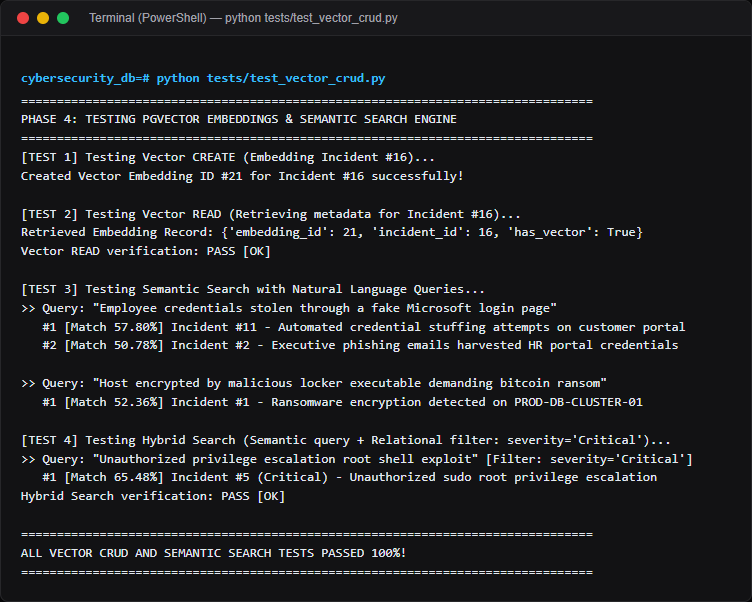 Terminal (PowerShell) — python tests/test_vector_crud.py
cybersecurity_db=# python tests/test_vector_crud.py
================================================================================
PHASE 4: TESTING PGVECTOR EMBEDDINGS & SEMANTIC SEARCH ENGINE
================================================================================
[TEST 1] Testing Vector CREATE (Embedding Incident #16)...
Created Vector Embedding ID #21 for Incident #16 successfully!
[TEST 2] Testing Vector READ (Retrieving metadata for Incident #16)...
Retrieved Embedding Record: {'embedding_id': 21, 'incident_id': 16, 'has_vector': True}
Vector READ verification: PASS [OK]
[TEST 3] Testing Semantic Search with Natural Language Queries...
>> Query: "Employee credentials stolen through a fake Microsoft login page"
#1 [Match 57.80%] Incident #11 - Automated credential stuffing attempts on customer portal
#2 [Match 50.78%] Incident #2 - Executive phishing emails harvested HR portal credentials
>> Query: "Host encrypted by malicious locker executable demanding bitcoin ransom"
#1 [Match 52.36%] Incident #1 - Ransomware encryption detected on PROD-DB-CLUSTER-01
[TEST 4] Testing Hybrid Search (Semantic query + Relational filter: severity='Critical')...
>> Query: "Unauthorized privilege escalation root shell exploit" [Filter: severity='Critical']
#1 [Match 65.48%] Incident #5 (Critical) - Unauthorized sudo root privilege escalation
Hybrid Search verification: PASS [OK]
================================================================================
ALL VECTOR CRUD AND SEMANTIC SEARCH TESTS PASSED 100%!
================================================================================